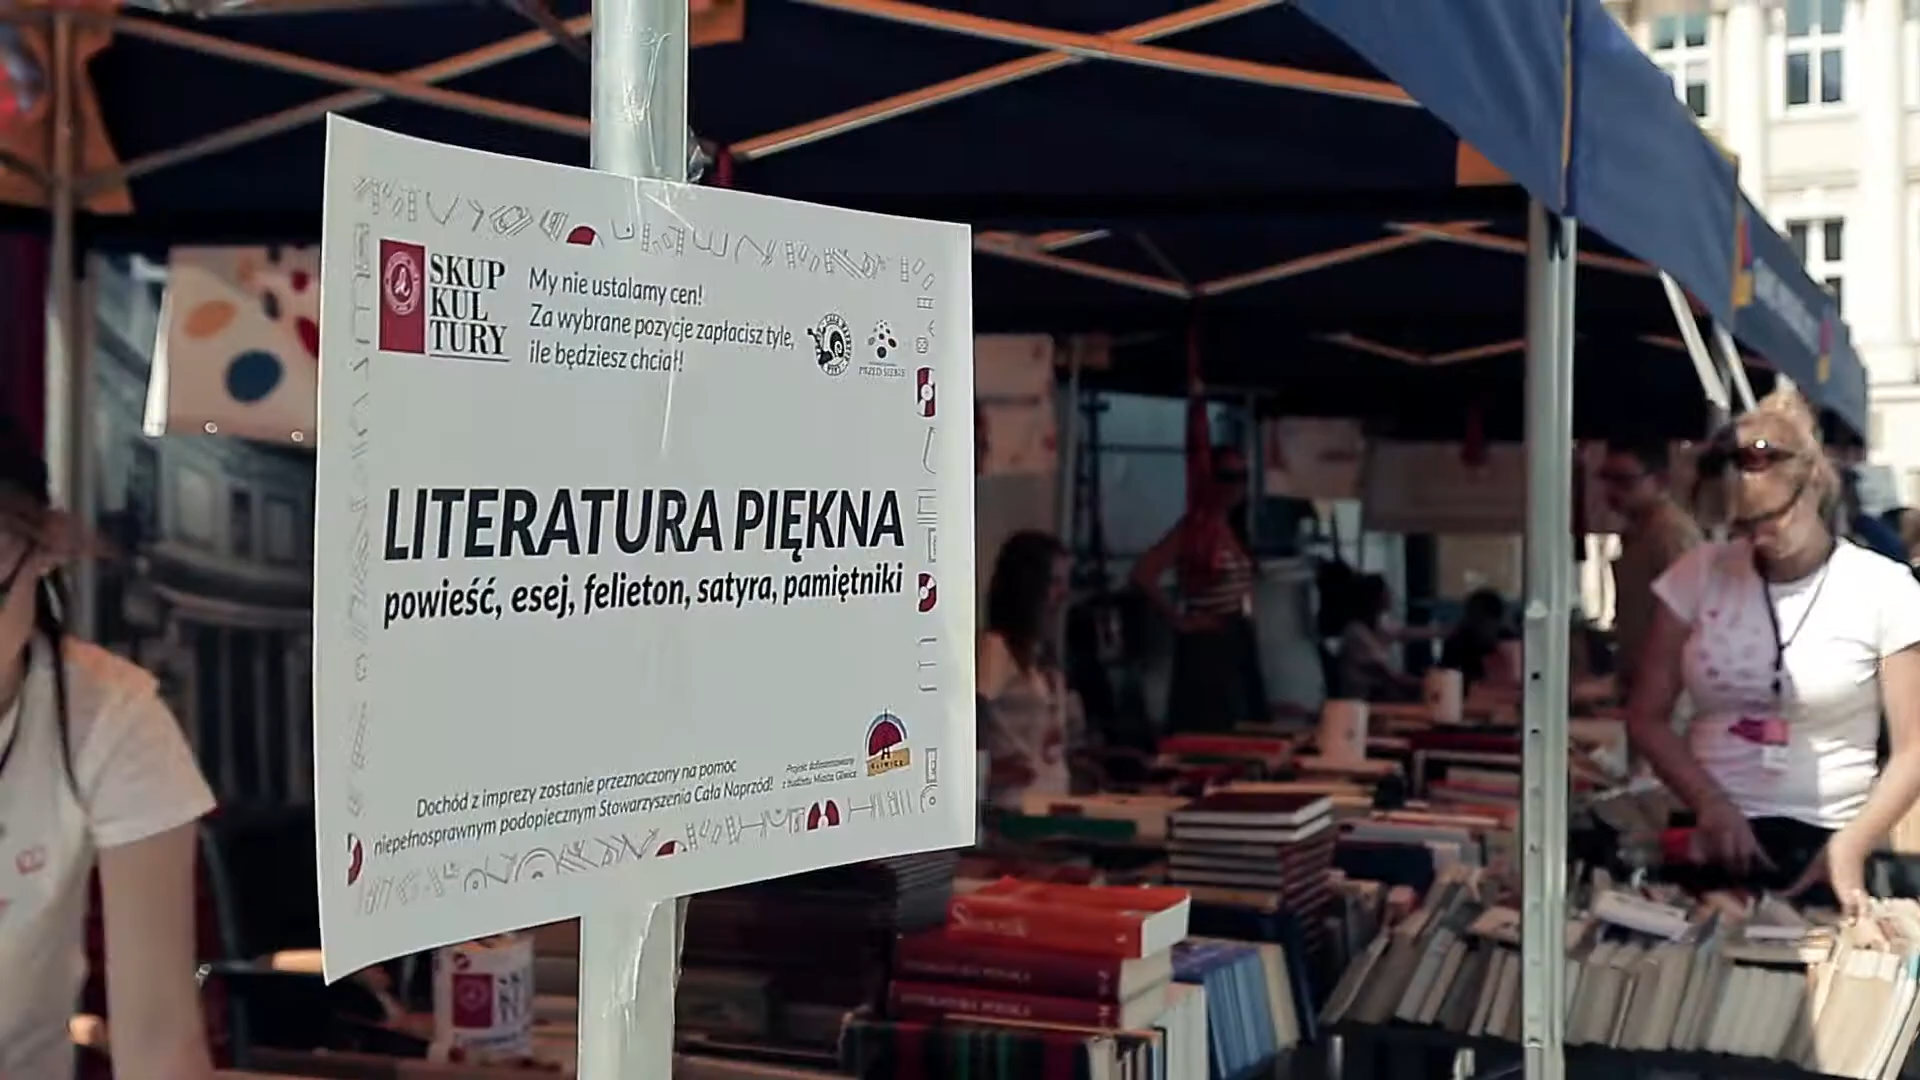 SKUP
KUL
TURY
My nie ustalamy cen!
Za wybrane pozycje zapłacisz tyle,
ile będziesz chciał!
PRZED SIEBIE
LITERATURA PIĘKNA
powieść, esej, felieton, satyra, pamiętniki
Dochód z imprezy zostanie przeznaczony na pomoc
niepełnosprawnym podopiecznym Stowarzyszenia Cała Naprzód!
Projekt dofinansowany
z budżetu Miasta Gliwice
GLIWICE
Słownik